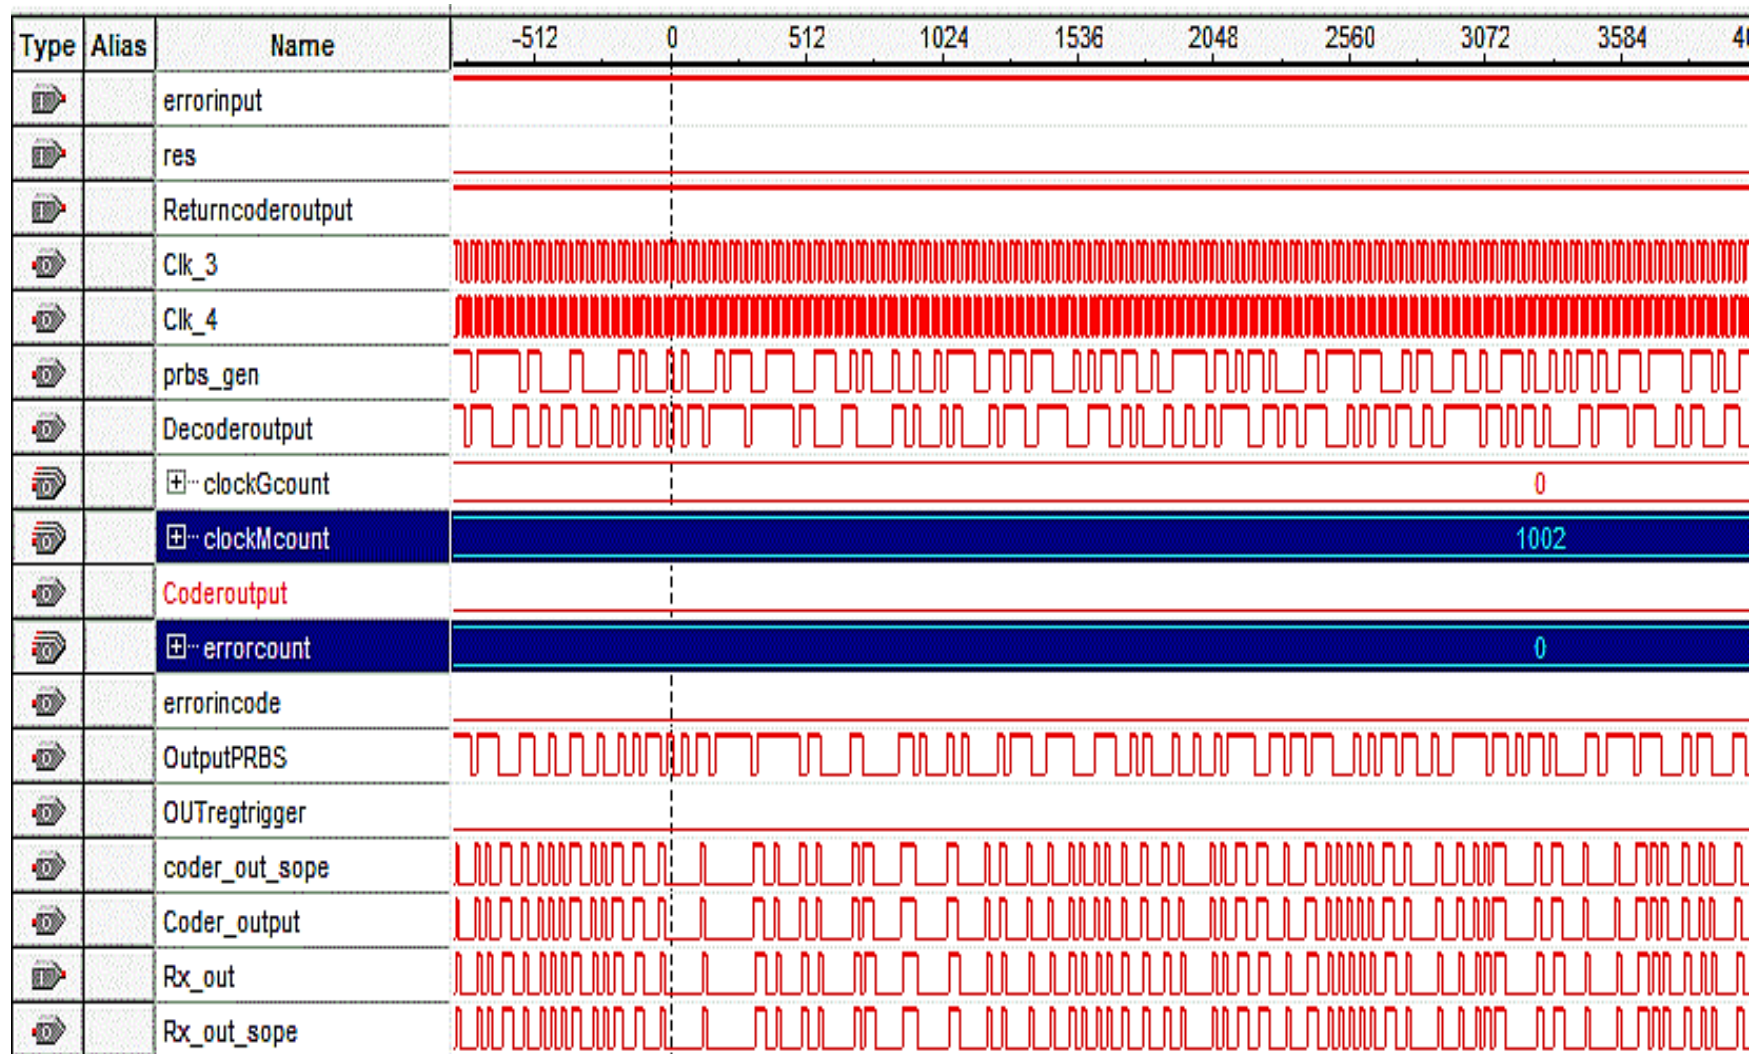 Type Alias Name -512 0 512 1024 1536 2048 2560 3072 3584
errorinput
res
Returncoderoutput
Clk_3
Clk_4
prbs_gen
Decoderoutput
clockGcount 0
clockMcount 1002
Coderoutput
errorcount 0
errorincode
OutputPRBS
OUTregtrigger
coder_out_sope
Coder_output
Rx_out
Rx_out_sope